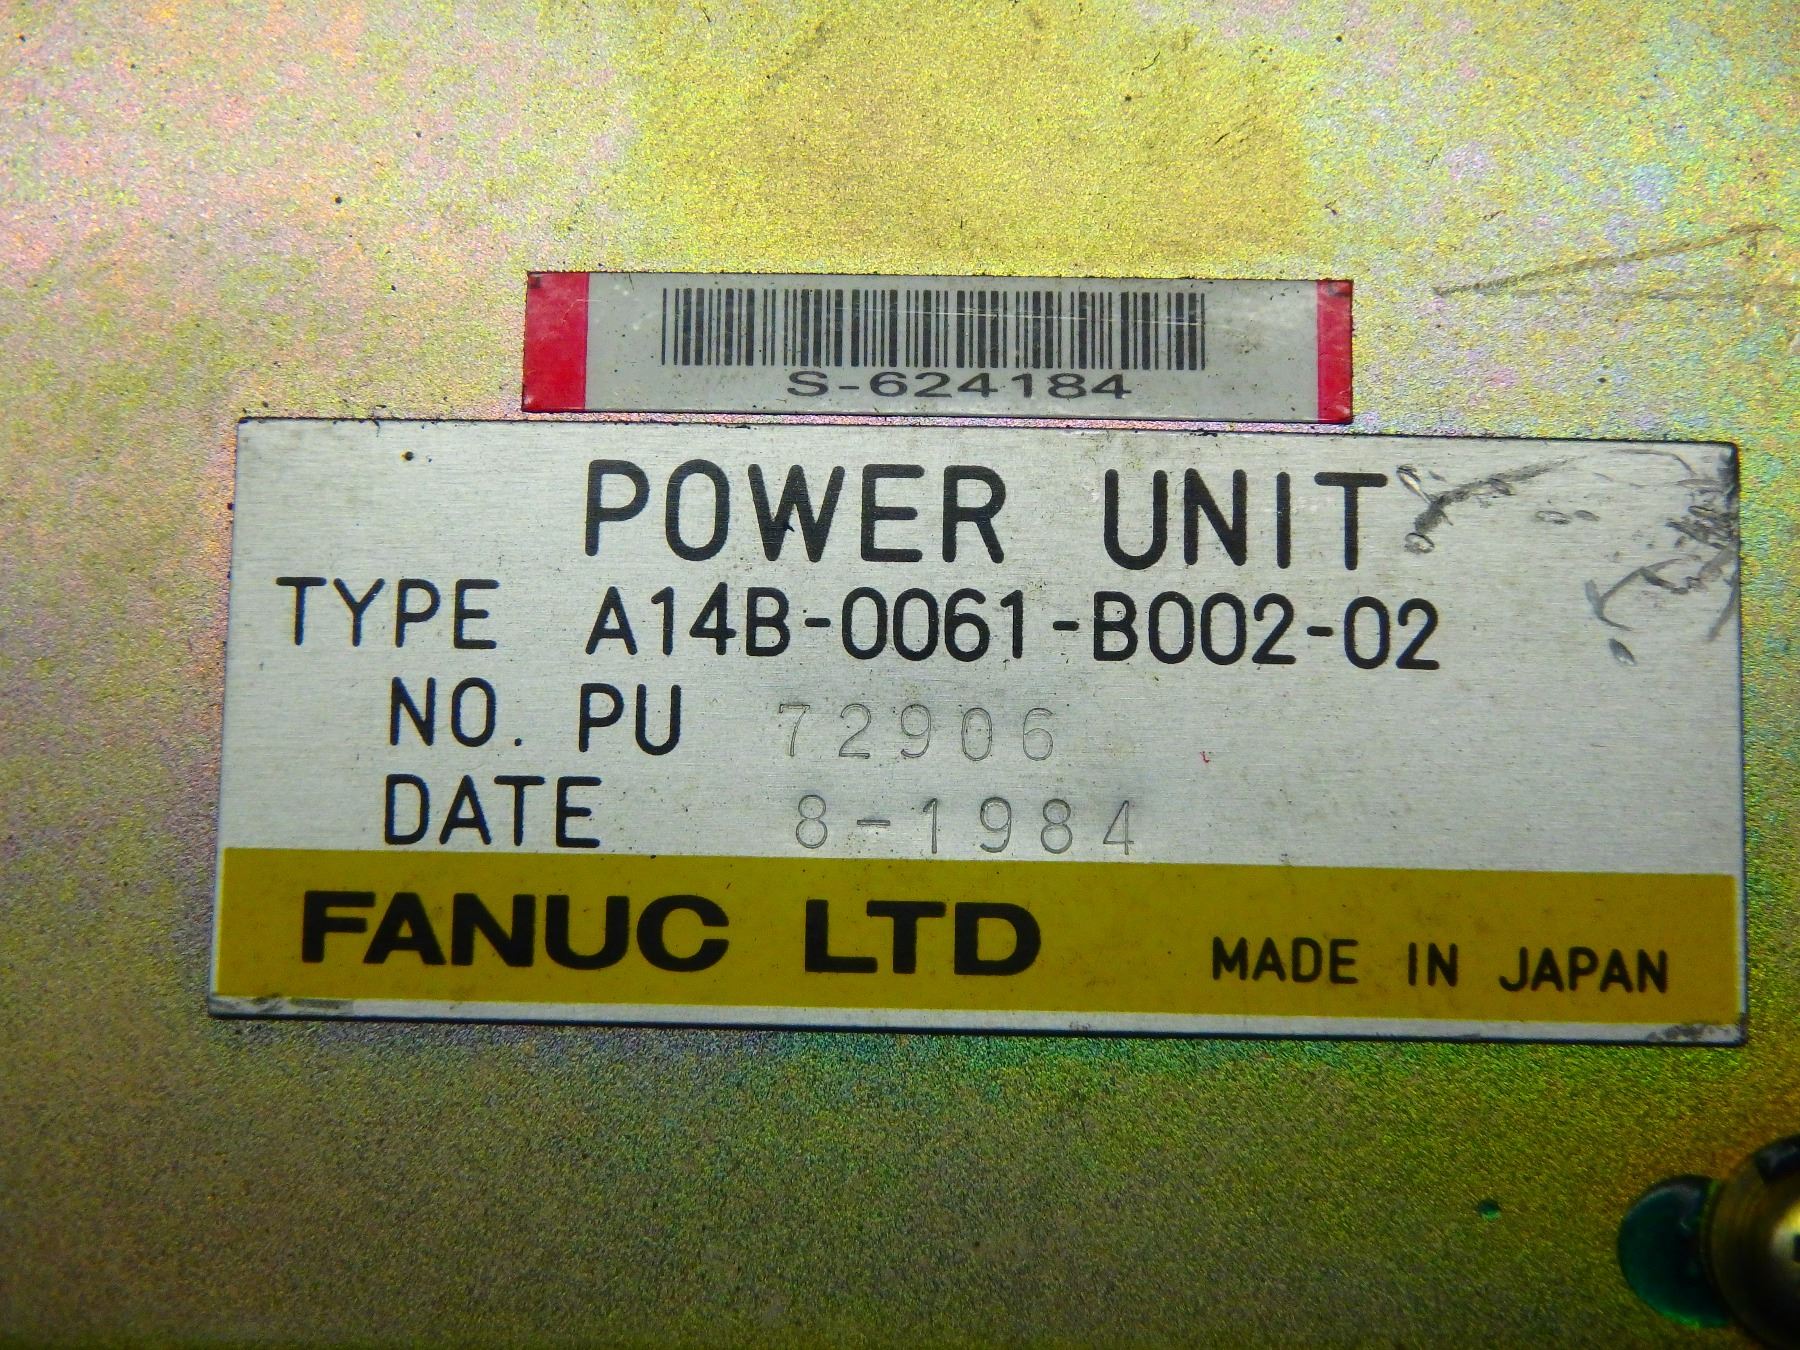 S-624184
POWER UNIT
TYPE A14B-0061-B002-02
NO. PU 72906
DATE 8-1984
FANUC LTD MADE IN JAPAN